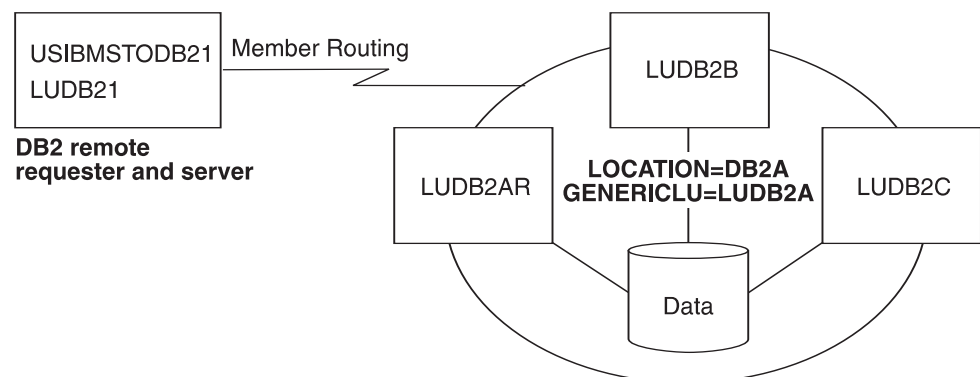 USIBMSTODB21
LUDB21
Member Routing
DB2 remote
requester and server
LUDB2B
LUDB2AR
LOCATION=DB2A
GENERICLU=LUDB2A
LUDB2C
Data